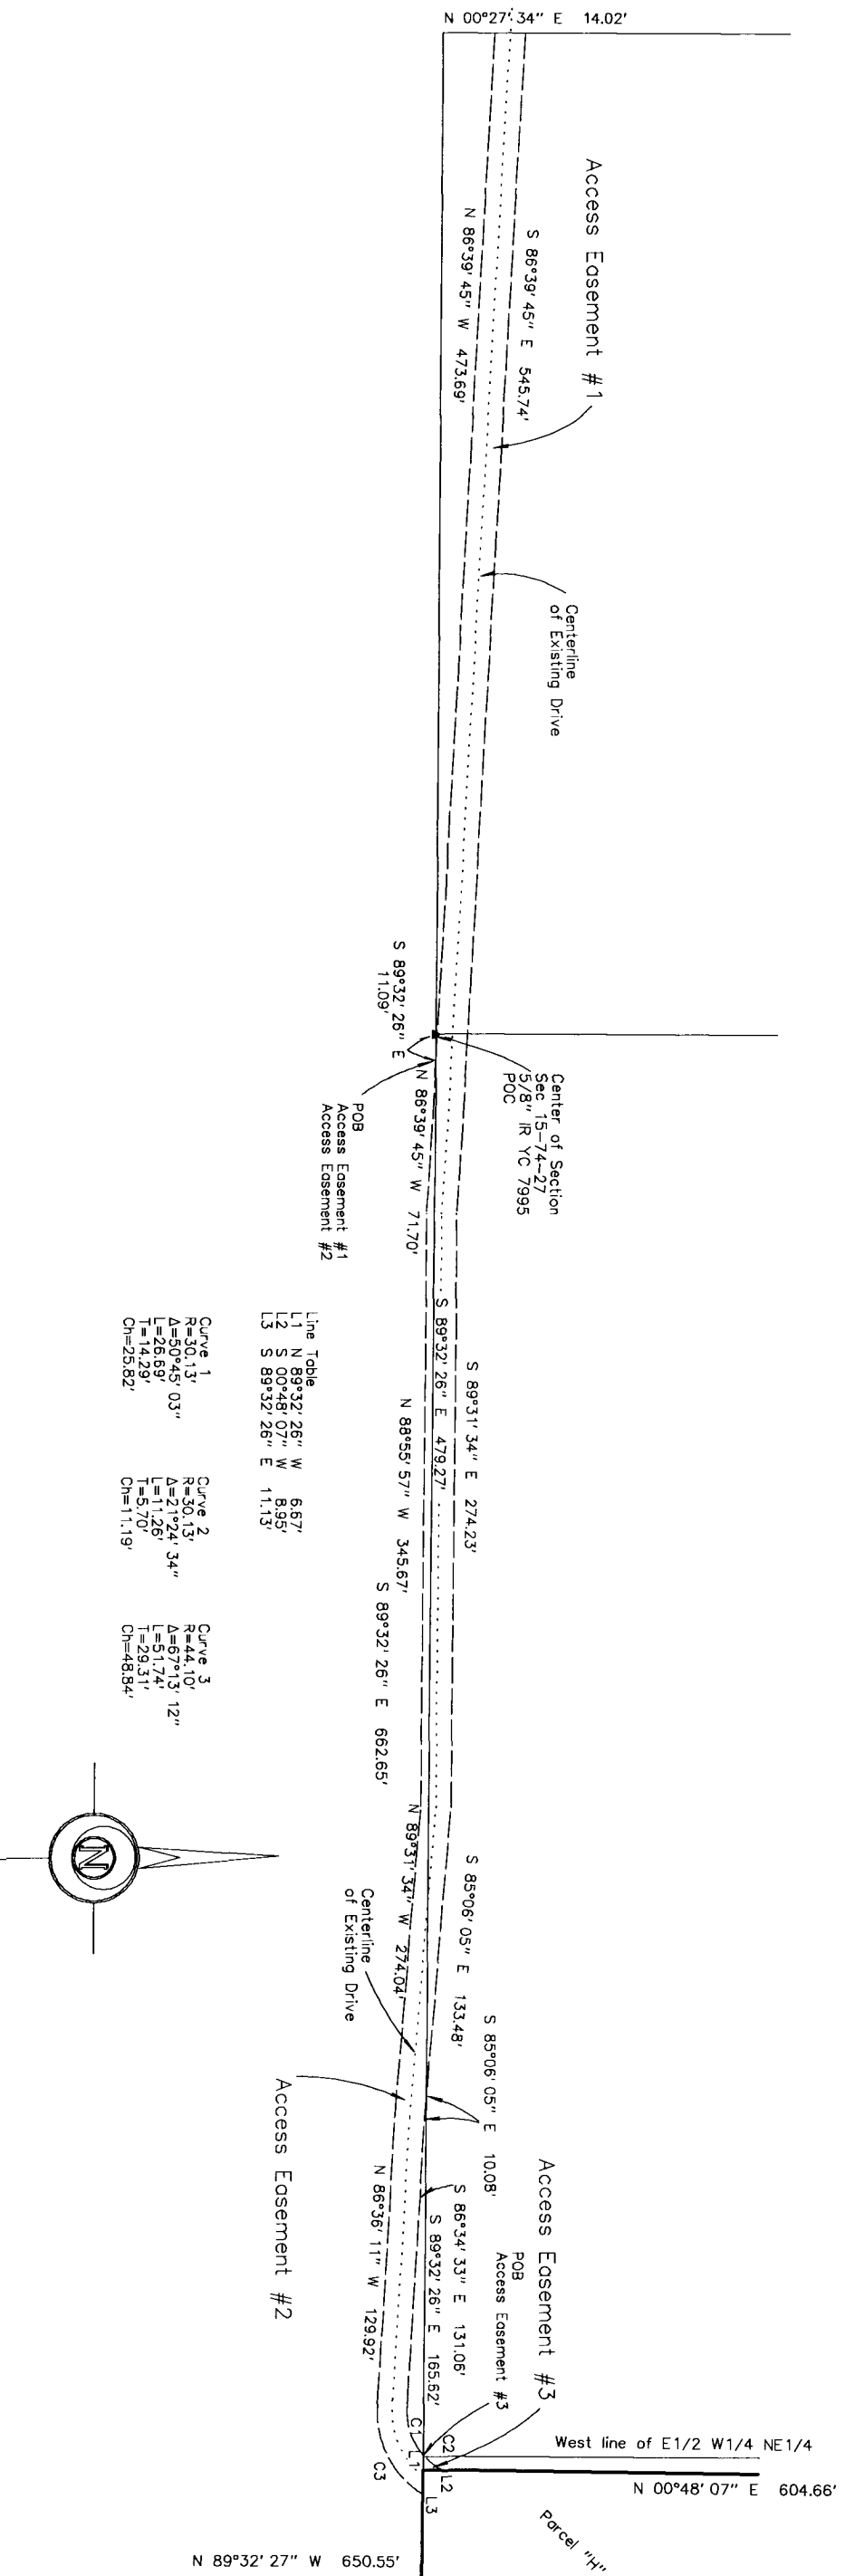 N 00°27'34" E 14.02'
Access Easement #1
S 86°39'45" E 545.74'
N 86°39'45" W 473.69'
Centerline
of Existing Drive
Center of Section
Sec 15-74-27
5/8" IR YC 7995
POC
S 89°32'26" E
11.09'
POB
Access Easement #1
Access Easement #2
N 86°39'45" W 71.70'
S 89°31'34" E 274.23'
S 89°32'26" E 479.27'
N 88°55'57" W 345.67'
S 89°32'26" E 662.65'
Line Table
L1 N 89°32'26" W 6.67'
L2 S 00°48'07" W 8.95'
L3 S 89°32'26" E 11.13'
Curve 1
R=30.13'
Δ=50°45'03"
L=26.69'
T=14.29'
Ch=25.82'
Curve 2
R=30.13'
Δ=21°24'34"
L=11.26'
T=5.70'
Ch=11.19'
Curve 3
R=44.10'
Δ=67°13'12"
L=51.74'
T=29.31'
Ch=48.84'
N
S 85°06'05" E 133.48'
N 89°31'34" W 274.04'
Centerline
of Existing Drive
S 85°06'05" E 10.08'
Access Easement #2
Access Easement #3
POB
Access Easement #3
S 86°34'33" E 131.06'
S 89°32'26" E 165.62'
N 86°36'11" W 129.92'
C1
C2
L1
L2
C3
L3
West line of E1/2 W1/4 NE1/4
N 00°48'07" E 604.66'
Parcel "H"
N 89°32'27" W 650.55'